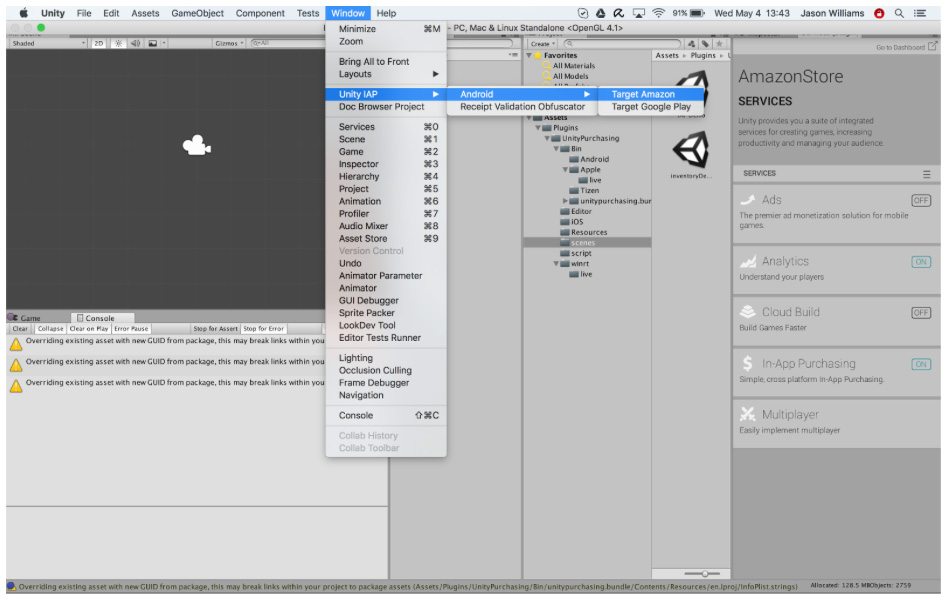 Unity File Edit Assets GameObject Component Tests Window Help 91% Wed May 4 13:43 Jason Williams
- PC, Mac & Linux Standalone <OpenGL 4.1>
Shaded 2D Gizmos All
Minimize ⌘M
Zoom
Bring All to Front
Layouts
Unity IAP
Doc Browser Project
Services ⌘0
Scene ⌘1
Game ⌘2
Inspector ⌘3
Hierarchy ⌘4
Project ⌘5
Animation ⌘6
Profiler ⌘7
Audio Mixer ⌘8
Asset Store ⌘9
Version Control
Undo
Animator Parameter
Animator
GUI Debugger
Sprite Packer
LookDev Tool
Editor Tests Runner
Lighting
Occlusion Culling
Frame Debugger
Navigation
Console ⇧⌘C
Collab History
Collab Toolbar
Android
Receipt Validation Obfuscator
Target Amazon
Target Google Play
Create
Favorites
All Materials
All Models
Assets
Plugins
UnityPurchasing
Bin
Android
Apple
live
Tizen
unitypurchasing.bun
Editor
iOS
Resources
scenes
script
winrt
live
Assets Plugins
inventoryDe...
Go to Dashboard
AmazonStore
SERVICES
Unity provides you a suite of integrated
services for creating games, increasing
productivity and managing your audience.
SERVICES
Ads OFF
The premier ad monetization solution for mobile
games.
Analytics ON
Understand your players
Cloud Build OFF
Build Games Faster
In-App Purchasing ON
Simple, cross platform In-App Purchasing.
Multiplayer
Easily implement multiplayer
Game Console
Clear Collapse Clear on Play Error Pause Stop for Assert Stop for Error
Overriding existing asset with new GUID from package, this may break links within you
Overriding existing asset with new GUID from package, this may break links within you
Overriding existing asset with new GUID from package, this may break links within you
Overriding existing asset with new GUID from package, this may break links within your project to package assets (Assets/Plugins/UnityPurchasing/Bin/unitypurchasing.bundle/Contents/Resources/en.lproj/InfoPlist.strings) Allocated: 128.5 MBObjects: 2759